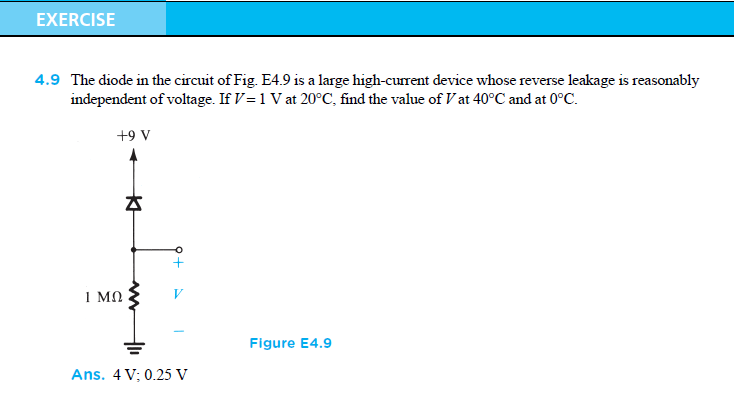 EXERCISE
4.9 The diode in the circuit of Fig. E4.9 is a large high-current device whose reverse leakage is reasonably
independent of voltage. If V = 1 V at 20°C, find the value of V at 40°C and at 0°C.
+9 V
+
1 MΩ
V
−
Figure E4.9
Ans. 4 V; 0.25 V